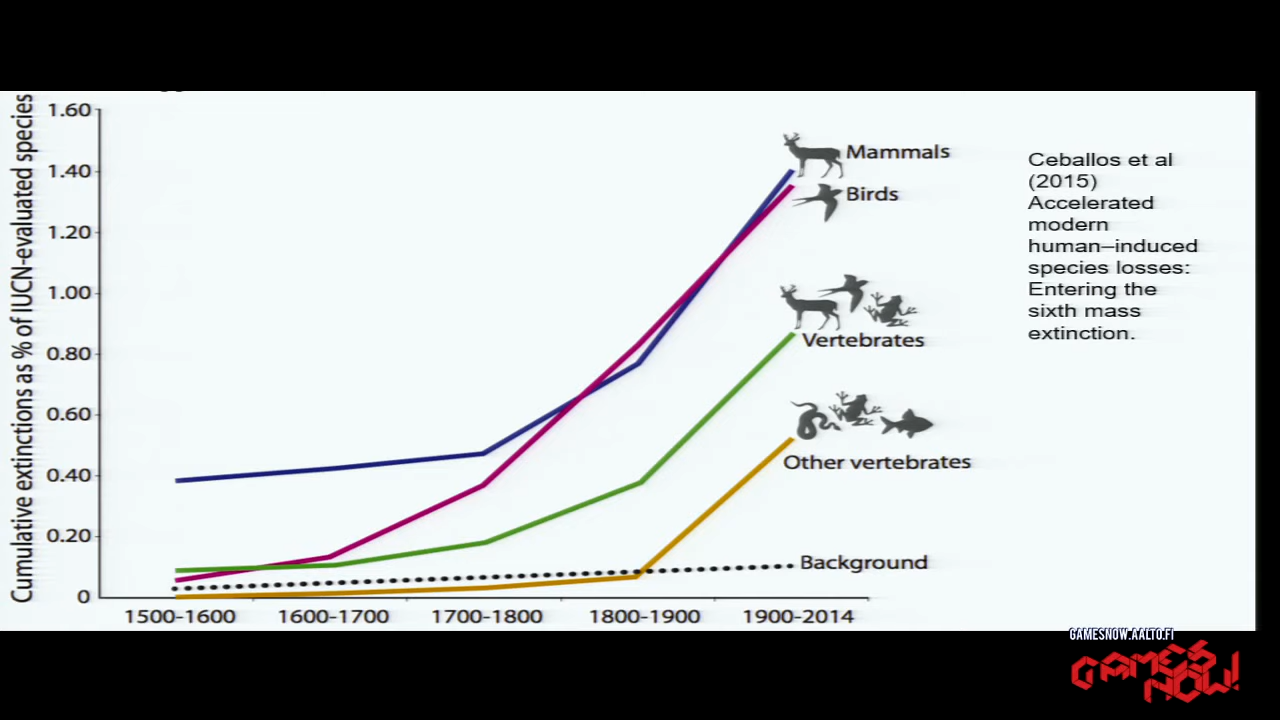 Cumulative extinctions as % of IUCN-evaluated species
1.60
1.40
1.20
1.00
0.80
0.60
0.40
0.20
0
1500-1600
1600-1700
1700-1800
1800-1900
1900-2014
Mammals
Birds
Vertebrates
Other vertebrates
Background
Ceballos et al
(2015)
Accelerated
modern
human–induced
species losses:
Entering the
sixth mass
extinction.
GAMESNOW.AALTO.FI
GAMES
NOW!